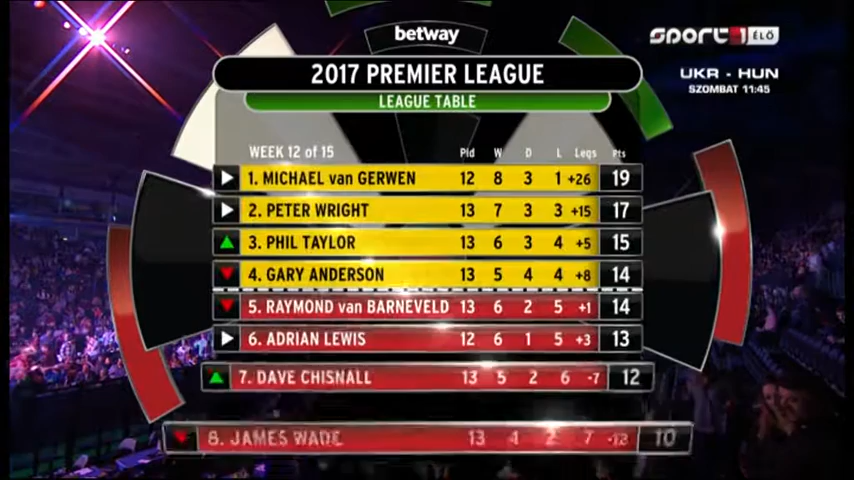 betway
SPORT1 ÉLŐ
UKR - HUN
SZOMBAT 11:45
2017 PREMIER LEAGUE
LEAGUE TABLE
WEEK 12 of 15 Pld W D L Legs Pts
1. MICHAEL van GERWEN 12 8 3 1 +26 19
2. PETER WRIGHT 13 7 3 3 +15 17
3. PHIL TAYLOR 13 6 3 4 +5 15
4. GARY ANDERSON 13 5 4 4 +8 14
5. RAYMOND van BARNEVELD 13 6 2 5 +1 14
6. ADRIAN LEWIS 12 6 1 5 +3 13
7. DAVE CHISNALL 13 5 2 6 -7 12
8. JAMES WADE 13 4 2 7 10